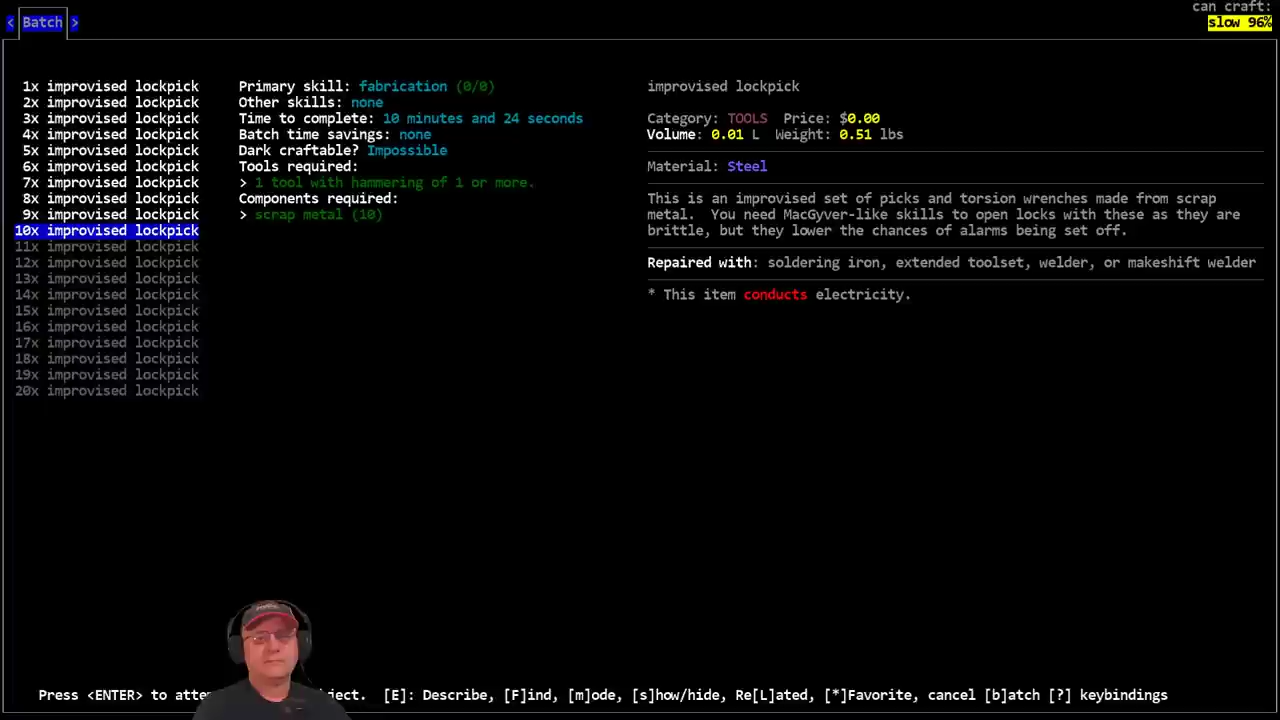 can craft:
< Batch >
slow 96%
1x improvised lockpick
2x improvised lockpick
3x improvised lockpick
4x improvised lockpick
5x improvised lockpick
6x improvised lockpick
7x improvised lockpick
8x improvised lockpick
9x improvised lockpick
10x improvised lockpick
11x improvised lockpick
12x improvised lockpick
13x improvised lockpick
14x improvised lockpick
15x improvised lockpick
16x improvised lockpick
17x improvised lockpick
18x improvised lockpick
19x improvised lockpick
20x improvised lockpick
Primary skill: fabrication (0/0)
Other skills: none
Time to complete: 10 minutes and 24 seconds
Batch time savings: none
Dark craftable? Impossible
Tools required:
> 1 tool with hammering of 1 or more.
Components required:
> scrap metal (10)
improvised lockpick
Category: TOOLS Price: $0.00
Volume: 0.01 L Weight: 0.51 lbs
Material: Steel
This is an improvised set of picks and torsion wrenches made from scrap
metal. You need MacGyver-like skills to open locks with these as they are
brittle, but they lower the chances of alarms being set off.
Repaired with: soldering iron, extended toolset, welder, or makeshift welder
* This item conducts electricity.
Press <ENTER> to atte ject. [E]: Describe, [F]ind, [m]ode, [s]how/hide, Re[L]ated, [*]Favorite, cancel [b]atch [?] keybindings